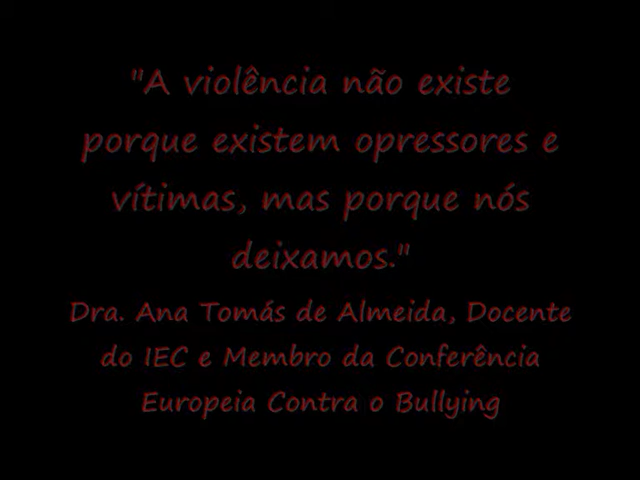 "A violência não existe
porque existem opressores e
vítimas, mas porque nós
deixamos."
Dra. Ana Tomás de Almeida, Docente
do IEC e Membro da Conferência
Europeia Contra o Bullying